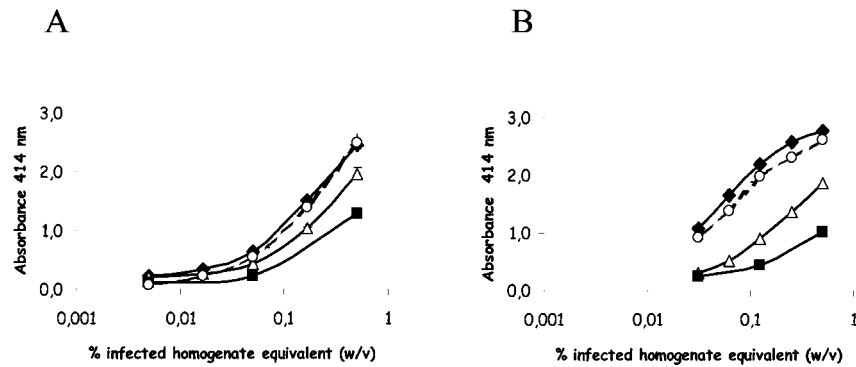 A
B
Absorbance 414 nm
3,0
2,0
1,0
0,0
0,001
0,01
0,1
1
% infected homogenate equivalent (w/v)
Absorbance 414 nm
3,0
2,0
1,0
0,0
0,001
0,01
0,1
1
% infected homogenate equivalent (w/v)